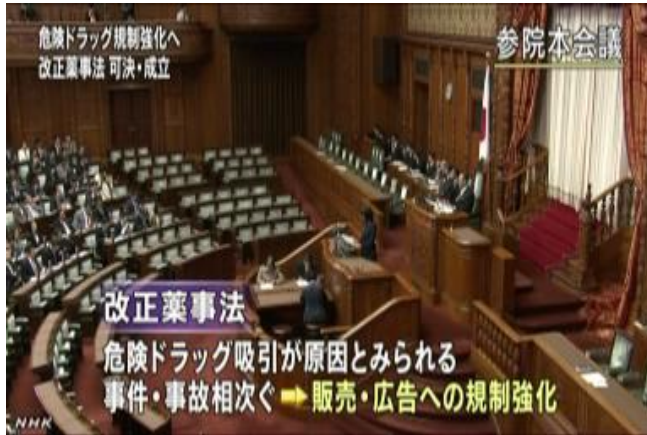 危険ドラッグ規制強化へ
改正薬事法 可決・成立
参院本会議
改正薬事法
危険ドラッグ吸引が原因とみられる
事件・事故相次ぐ➡販売・広告への規制強化
NHK